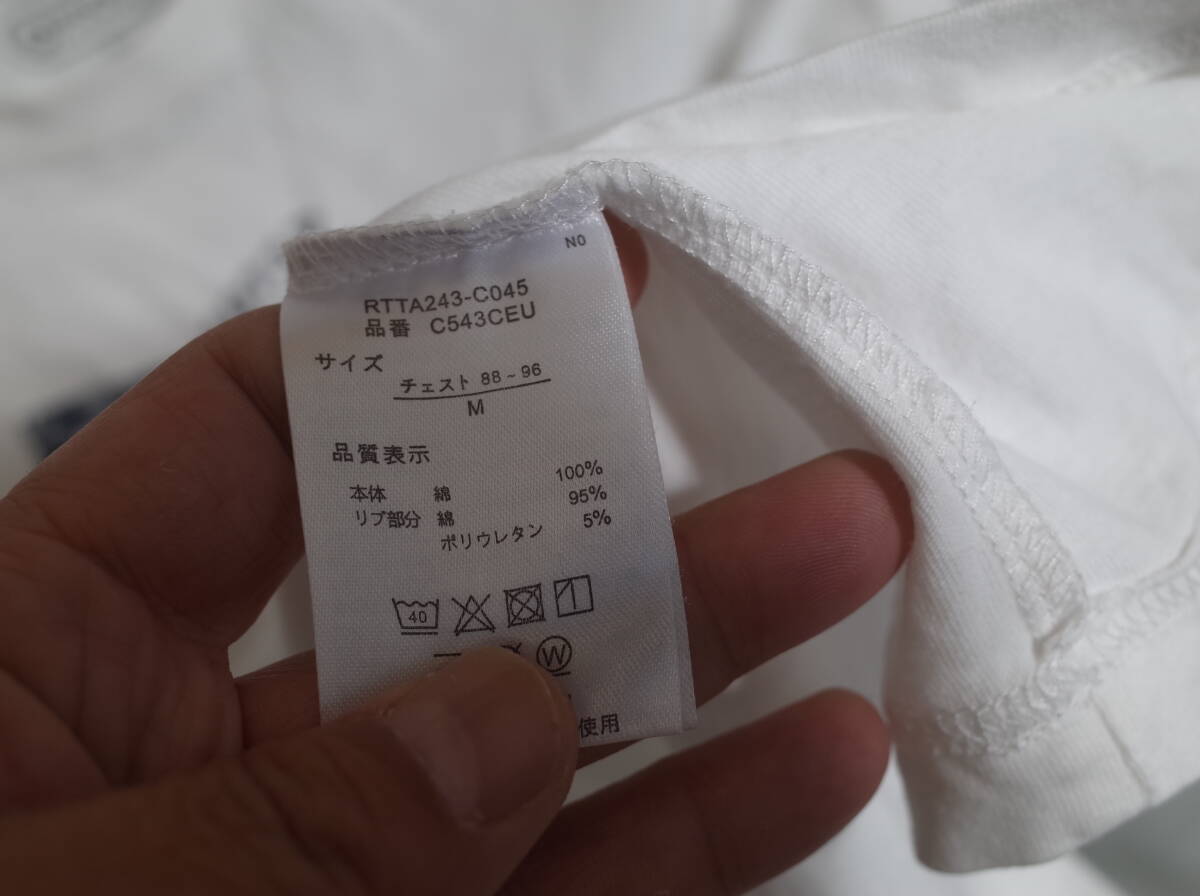 NO
RTTA243-C045
品番 C543CEU
サイズ
チェスト 88~96
M
品質表示
100%
本体 綿 95%
リブ部分 綿 5%
ポリウレタン
40
W
使用